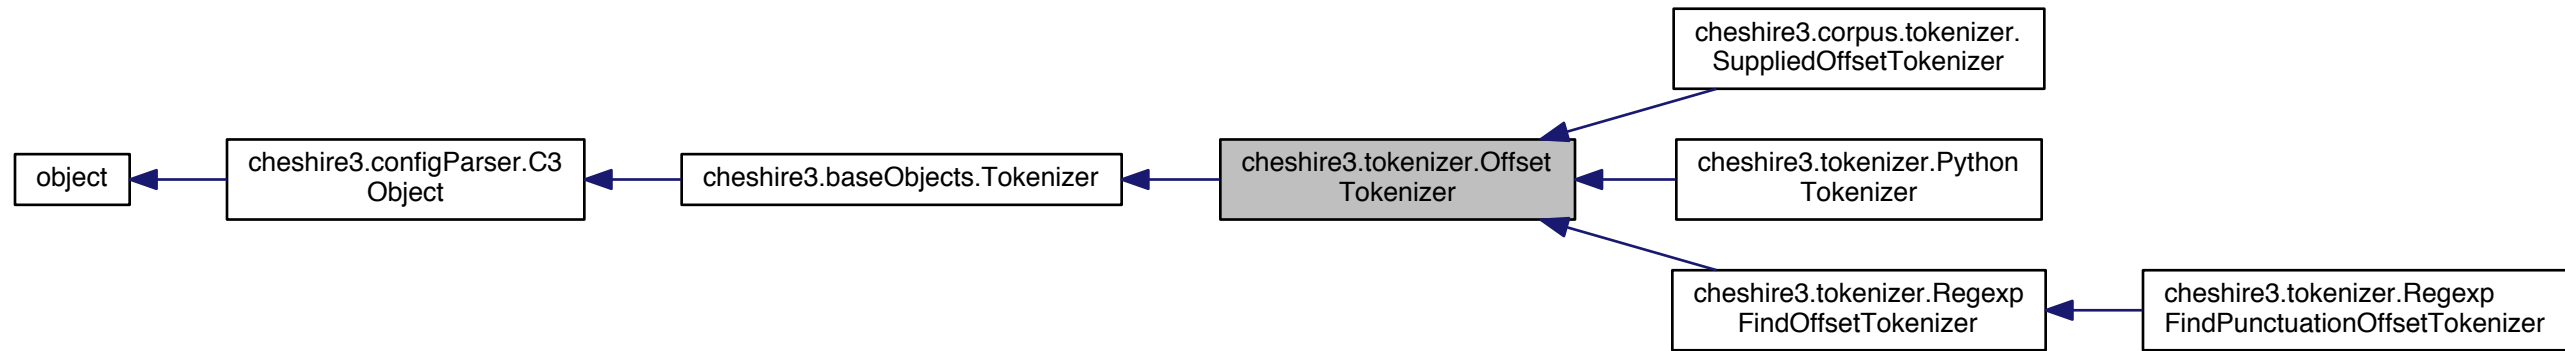 object
cheshire3.configParser.C3
Object
cheshire3.baseObjects.Tokenizer
cheshire3.tokenizer.Offset
Tokenizer
cheshire3.corpus.tokenizer.
SuppliedOffsetTokenizer
cheshire3.tokenizer.Python
Tokenizer
cheshire3.tokenizer.Regexp
FindOffsetTokenizer
cheshire3.tokenizer.Regexp
FindPunctuationOffsetTokenizer